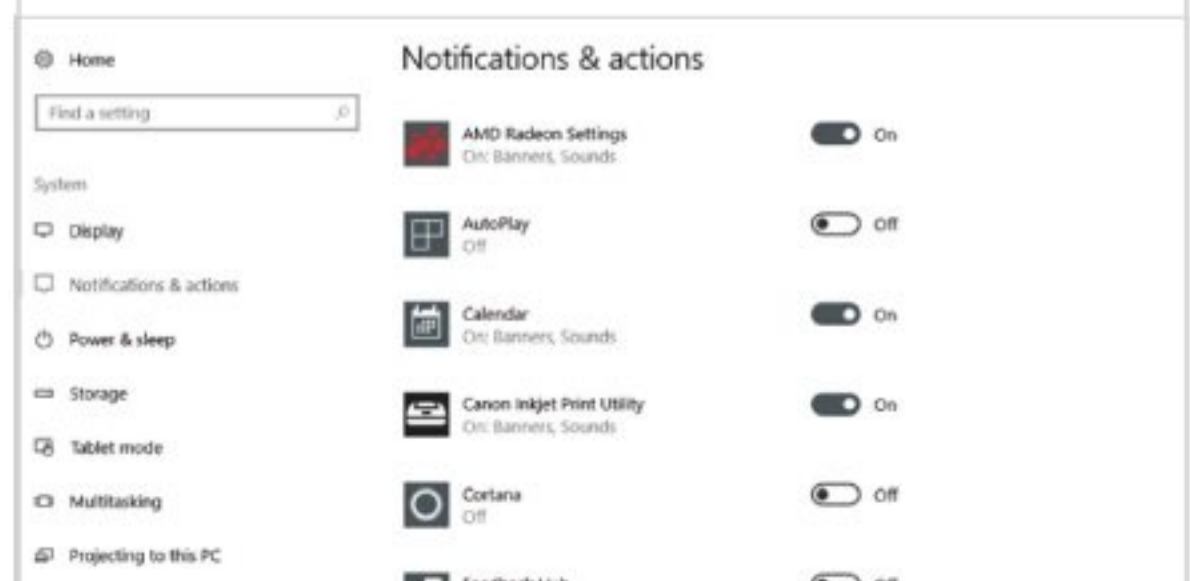 Home
Find a setting
System
Display
Notifications & actions
Power & sleep
Storage
Tablet mode
Multitasking
Projecting to this PC
Notifications & actions
AMD Radeon Settings
On: Banners, Sounds
On
AutoPlay
Off
Off
Calendar
On: Banners, Sounds
On
Canon Inkjet Print Utility
On: Banners, Sounds
On
Cortana
Off
Off